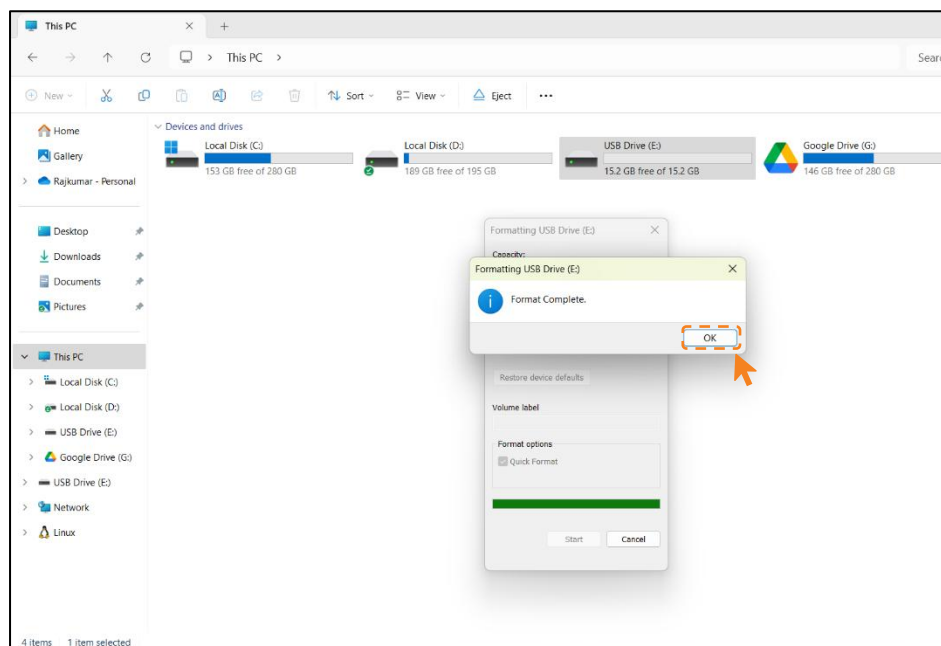 This PC
This PC
Sear
New
Sort
View
Eject
Home
Gallery
Rajkumar - Personal
Desktop
Downloads
Documents
Pictures
This PC
Local Disk (C:)
Local Disk (D:)
USB Drive (E:)
Google Drive (G:)
USB Drive (E:)
Network
Linux
Devices and drives
Local Disk (C:)
153 GB free of 280 GB
Local Disk (D:)
189 GB free of 195 GB
USB Drive (E:)
15.2 GB free of 15.2 GB
Google Drive (G:)
146 GB free of 280 GB
Formatting USB Drive (E:)
Capacity:
Formatting USB Drive (E:)
Format Complete.
OK
Restore device defaults
Volume label
Format options
Quick Format
Start Cancel
4 items 1 item selected